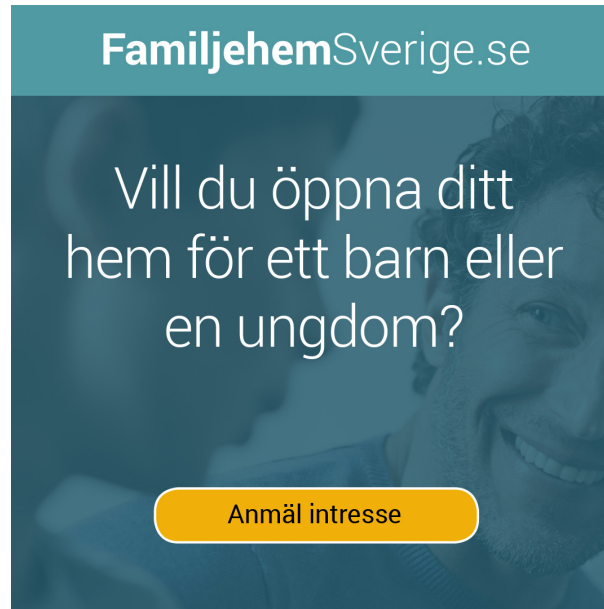 FamiljehemSverige.se
Vill du öppna ditt
hem för ett barn eller
en ungdom?
Anmäl intresse